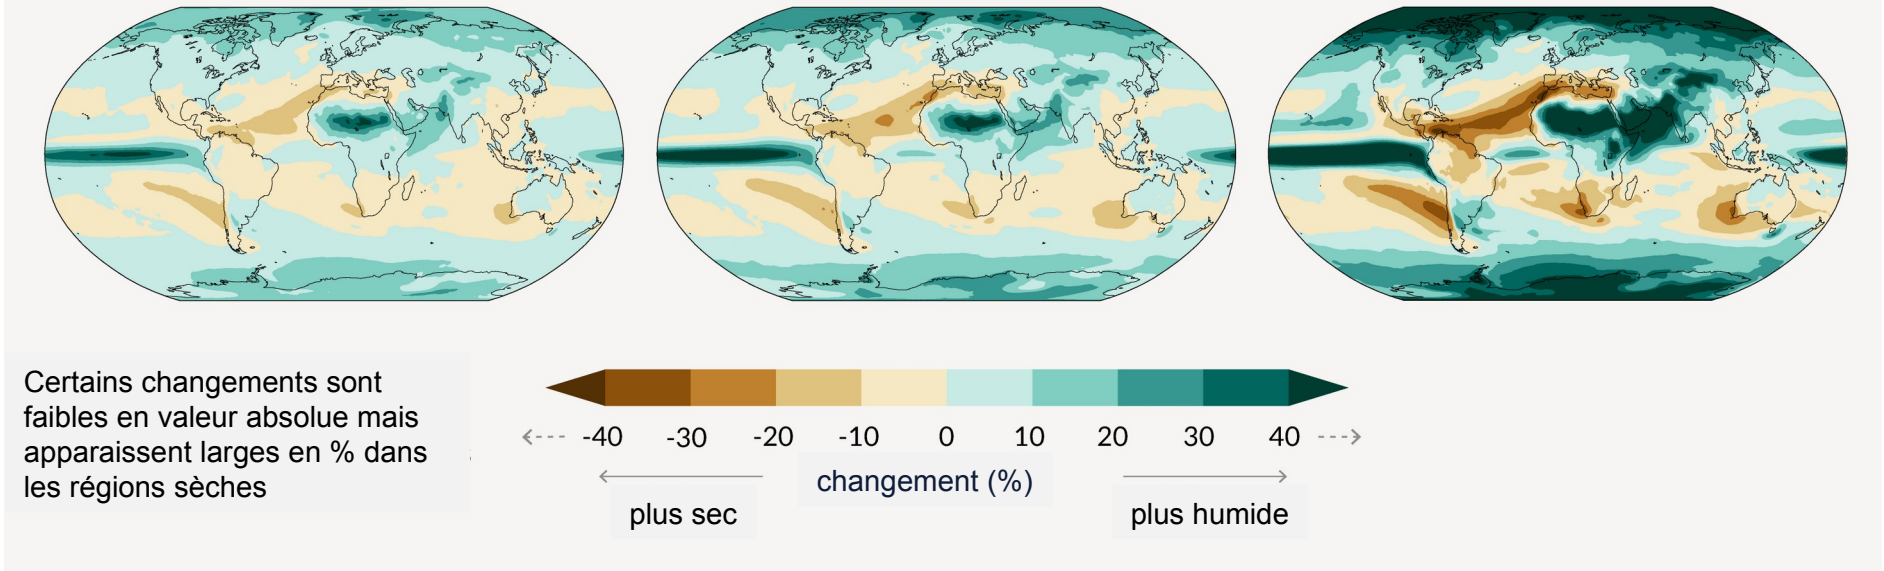 Certains changements sont
faibles en valeur absolue mais
apparaissent larges en % dans
les régions sèches
-40 -30 -20 -10 0 10 20 30 40
changement (%)
plus sec
plus humide